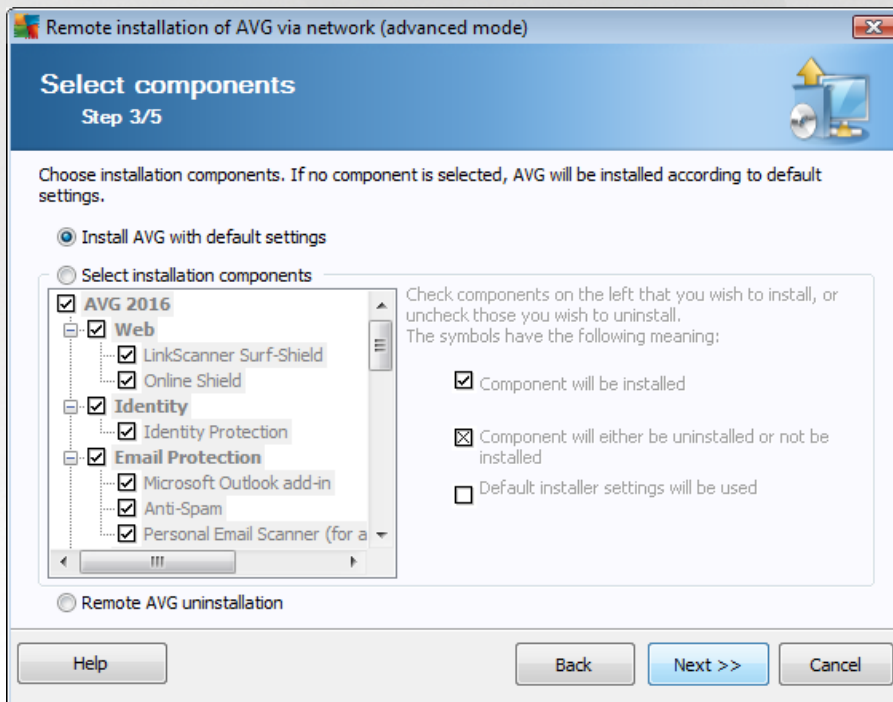 Remote installation of AVG via network (advanced mode)
Select components
Step 3/5
Choose installation components. If no component is selected, AVG will be installed according to default
settings.
Install AVG with default settings
Select installation components
AVG 2016
Web
LinkScanner Surf-Shield
Online Shield
Identity
Identity Protection
Email Protection
Microsoft Outlook add-in
Anti-Spam
Personal Email Scanner (for a
Check components on the left that you wish to install, or
uncheck those you wish to uninstall.
The symbols have the following meaning:
Component will be installed
Component will either be uninstalled or not be
installed
Default installer settings will be used
Remote AVG uninstallation
Help
Back
Next >>
Cancel